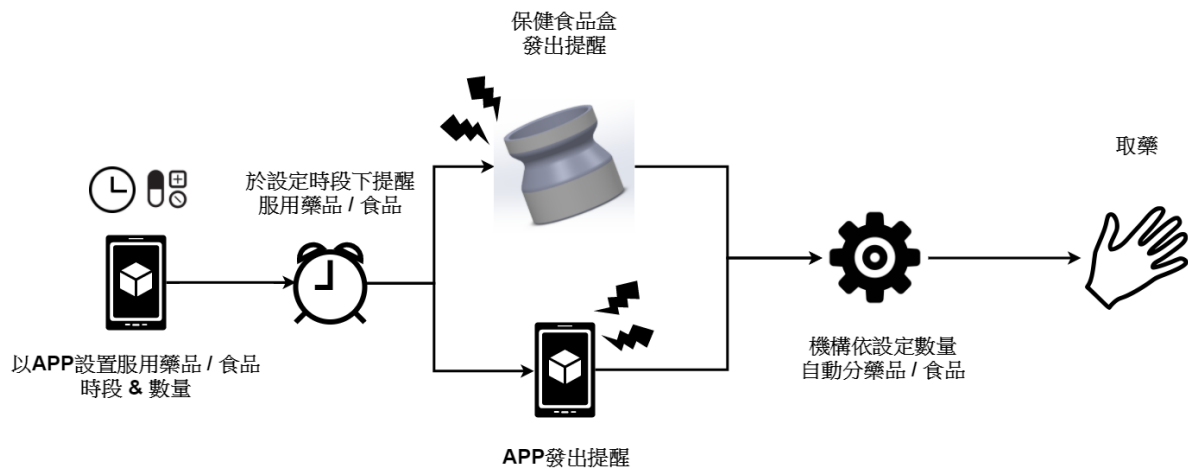 保健食品盒
發出提醒
取藥
於設定時段下提醒
服用藥品 / 食品
以APP設置服用藥品 / 食品
時段 & 數量
機構依設定數量
自動分藥品 / 食品
APP發出提醒